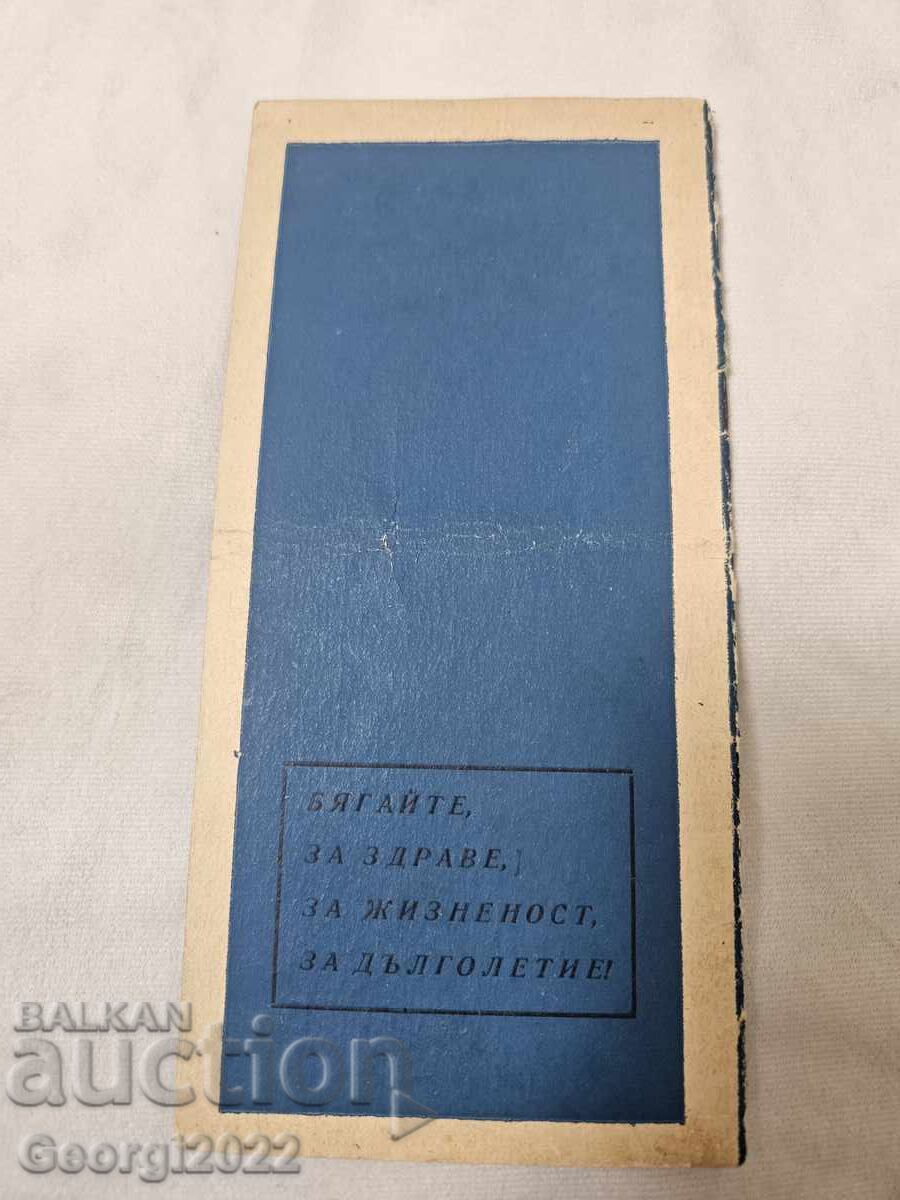 БЯГАЙТЕ,
ЗА ЗДРАВЕ,
ЗА ЖИЗНЕНОСТ,
ЗА ДЪЛГОЛЕТИЕ!
BALKAN
auction
Georgi2022